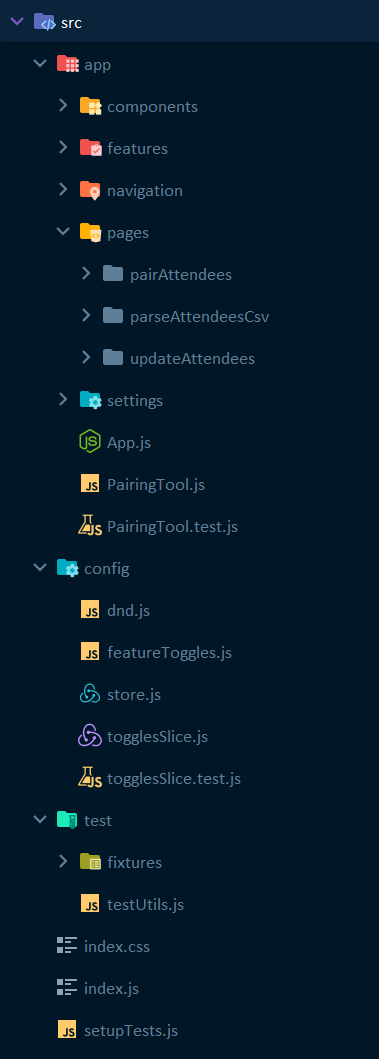 src
app
components
features
navigation
pages
pairAttendees
parseAttendeesCsv
updateAttendees
settings
App.js
PairingTool.js
PairingTool.test.js
config
dnd.js
featureToggles.js
store.js
togglesSlice.js
togglesSlice.test.js
test
fixtures
testUtils.js
index.css
index.js
setupTests.js